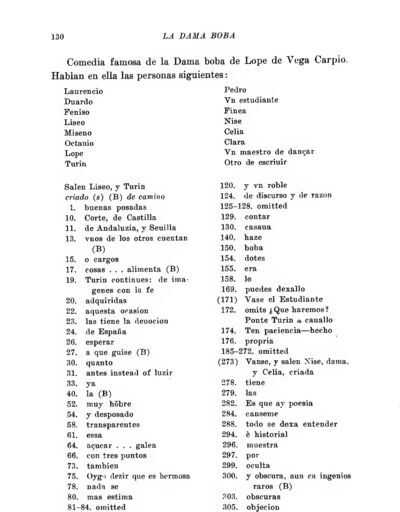 130
LA DAMA BOBA
Comedia famosa de la Dama boba de Lope de Vega Carpio.
Hablan en ella las personas siguientes:
Laurencio
Duardo
Feniso
Liseo
Miseno
Octauio
Lope
Turin
Pedro
Vn estudiante
Finea
Nise
Celia
Clara
Vn maestro de dançar
Otro de escriuir
Salen Liseo, y Turin
criado (s) (B) de camino
1. buenas posadas
10. Corte, de Castilla
11. de Andaluzia, y Seuilla
13. vnos de los otros cuentan
(B)
15. o cargos
17. cosas . . . alimenta (B)
19. Turin continues: de ima-
genes con la fe
20. adquiridas
22. aquesta ocasion
23. las tiene la deuocion
24. de España
26. esperar
27. a que guise (B)
30. quanto
31. antes instead of luzir
33. ya
40. la (B)
52. muy hōbre
54. y desposado
58. transparentes
61. essa
64. açucar . . . galea
66. con tres puntos
73. tambien
75. Oygo dezir que es hermosa
78. nada se
80. mas estima
81-84. omitted
120. y vn roble
124. de discurso y de razon
125-128. omitted
129. contar
130. casaua
140. haze
150. boba
154. dotes
155. era
158. le
169. puedes dexallo
(171) Vase el Estudiante
172. omits ¿Que haremos?
Ponte Turin a cauallo
174. Ten paciencia—hecho
176. propria
185-272. omitted
(273) Vanse, y salen Nise, dama,
y Celia, criada
278. tiene
279. las
282. Es que ay poesia
284. canseme
288. todo se dexa entender
294. è historial
296. muestra
297. por
299. oculta
300. y obscura, aun en ingenios
raros (B)
303. obscuras
305. objecion